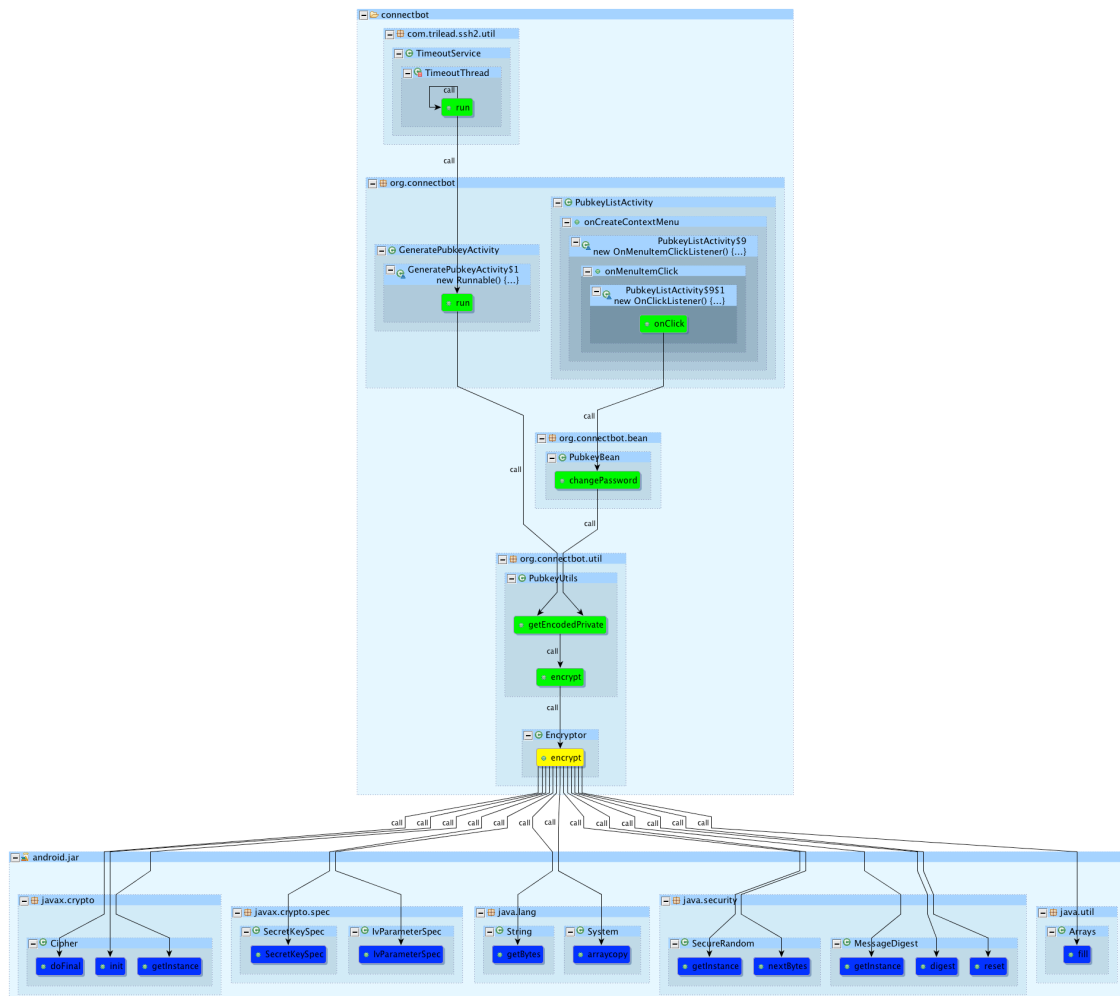 connectbot
com.trilead.ssh2.util
TimeoutService
TimeoutThread
call
run
call
org.connectbot
PubkeyListActivity
onCreateContextMenu
PubkeyListActivity$9
new OnMenuItemClickListener() {...}
GeneratePubkeyActivity
GeneratePubkeyActivity$1
new Runnable() {...}
onMenuItemClick
PubkeyListActivity$9$1
new OnClickListener() {...}
run
onClick
call
org.connectbot.bean
PubkeyBean
call
changePassword
call
org.connectbot.util
PubkeyUtils
getEncodedPrivate
call
encrypt
call
Encryptor
encrypt
call call call call call call call call call call call call
android.jar
javax.crypto
javax.crypto.spec
java.lang
java.security
java.util
Cipher
SecretKeySpec
IvParameterSpec
String
System
SecureRandom
MessageDigest
Arrays
doFinal
init
getInstance
SecretKeySpec
IvParameterSpec
getBytes
arraycopy
getInstance
nextBytes
getInstance
digest
reset
fill